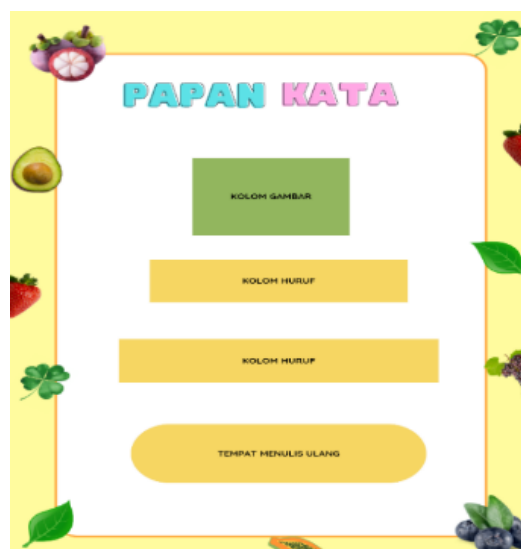 PAPAN KATA
KOLOM GAMBAR
KOLOM HURUF
KOLOM HURUF
TEMPAT MENULIS ULANG